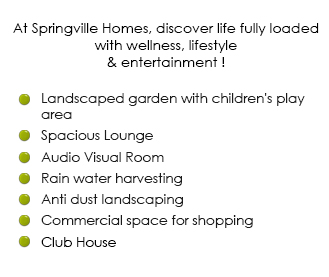 At Springville Homes, discover life fully loaded
with wellness, lifestyle
& entertainment !
Landscaped garden with children's play
area
Spacious Lounge
Audio Visual Room
Rain water harvesting
Anti dust landscaping
Commercial space for shopping
Club House